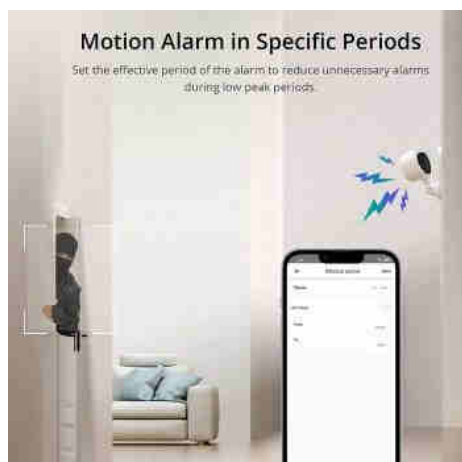 Motion Alarm in Specific Periods
Set the effective period of the alarm to reduce unnecessary alarms
during low peak periods.